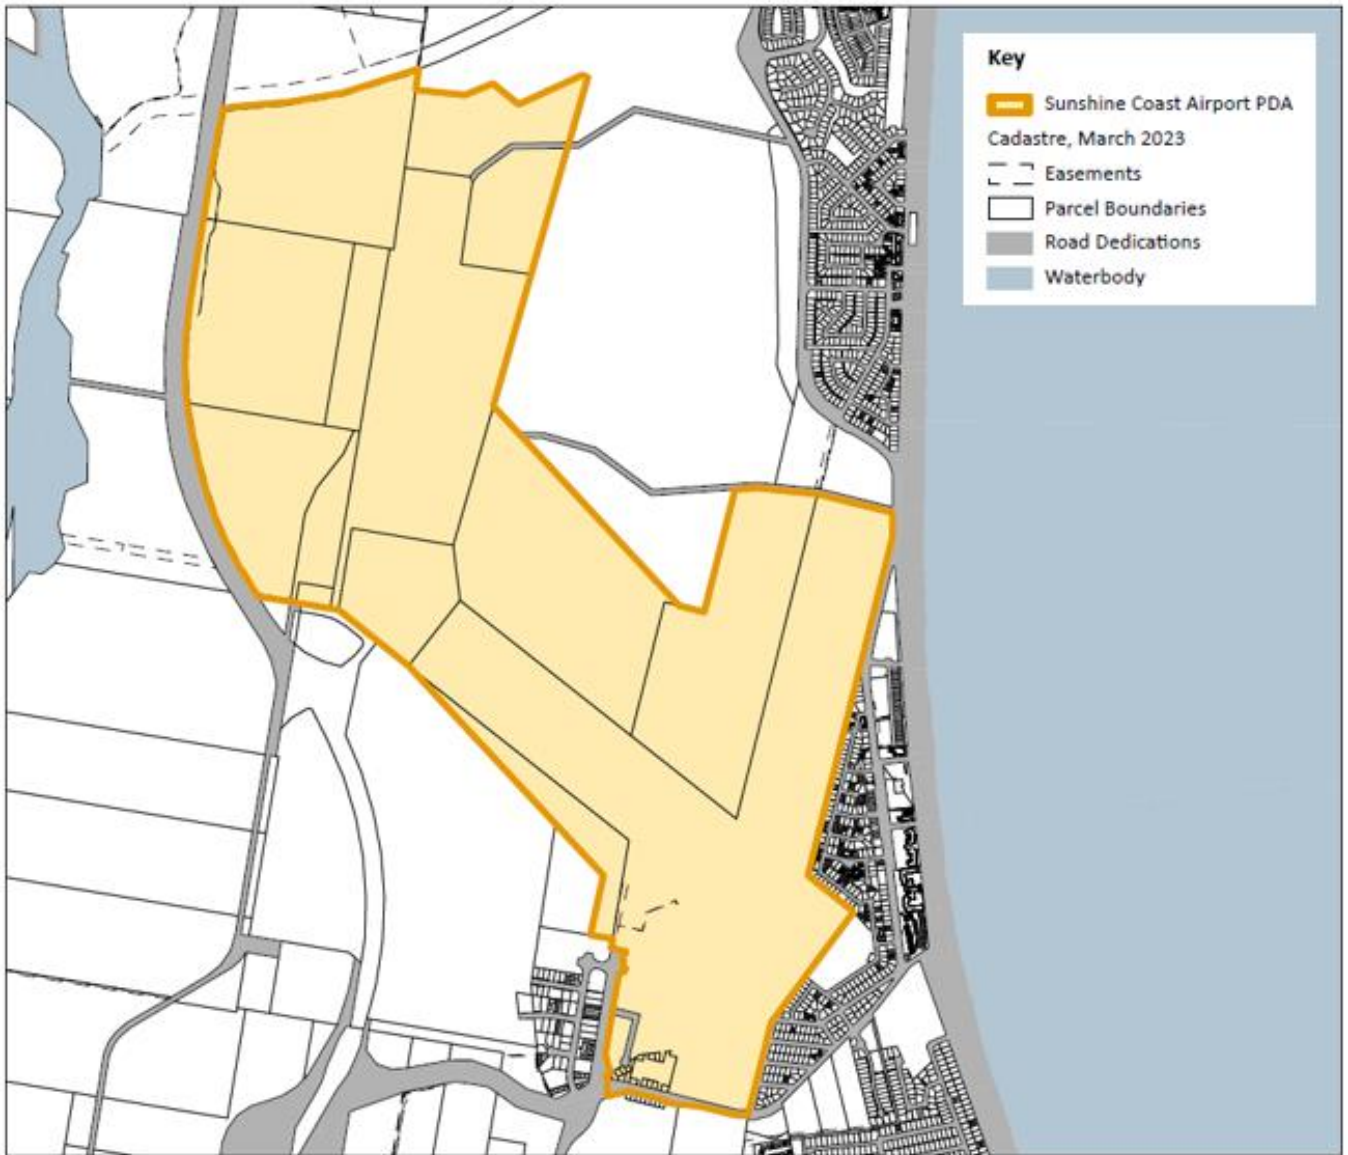 Key
Sunshine Coast Airport PDA
Cadastre, March 2023
Easements
Parcel Boundaries
Road Dedications
Waterbody